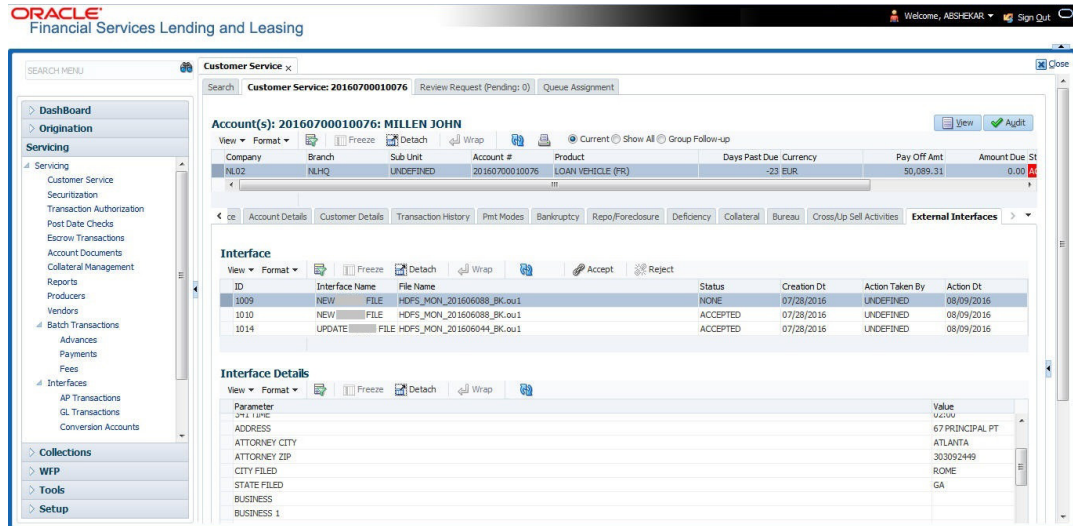 ORACLE
Financial Services Lending and Leasing
Welcome, ABSHEKAR Sign Out
Close
SEARCH MENU
DashBoard
Origination
Servicing
Servicing
Customer Service
Securitization
Transaction Authorization
Post Date Checks
Escrow Transactions
Account Documents
Collateral Management
Reports
Producers
Vendors
Batch Transactions
Advances
Payments
Fees
Interfaces
AP Transactions
GL Transactions
Conversion Accounts
Collections
WFP
Tools
Setup
Customer Service
Search Customer Service: 20160700010076 Review Request (Pending: 0) Queue Assignment
Account(s): 20160700010076: MILLEN JOHN
View Audit
View Format Freeze Detach Wrap Current Show All Group Follow-up
Company Branch Sub Unit Account # Product Days Past Due Currency Pay Off Amt Amount Due St
NL02 NLHQ UNDEFINED 20160700010076 LOAN VEHICLE (FR) -23 EUR 50,089.31 0.00
ce Account Details Customer Details Transaction History Pmt Modes Bankruptcy Repo/Foreclosure Deficiency Collateral Bureau Cross/Up Sell Activities External Interfaces
Interface
View Format Freeze Detach Wrap Accept Reject
ID Interface Name File Name Status Creation Dt Action Taken By Action Dt
1009 NEW FILE HDFS_MON_201606088_BK.ou1 NONE 07/28/2016 UNDEFINED 08/09/2016
1010 NEW FILE HDFS_MON_201606088_BK.ou1 ACCEPTED 07/28/2016 UNDEFINED 08/09/2016
1014 UPDATE FILE HDFS_MON_201606044_BK.ou1 ACCEPTED 07/28/2016 UNDEFINED 08/09/2016
Interface Details
View Format Freeze Detach Wrap
Parameter Value
341 TIME 02:00
ADDRESS 67 PRINCIPAL PT
ATTORNEY CITY ATLANTA
ATTORNEY ZIP 303092449
CITY FILED ROME
STATE FILED GA
BUSINESS
BUSINESS 1